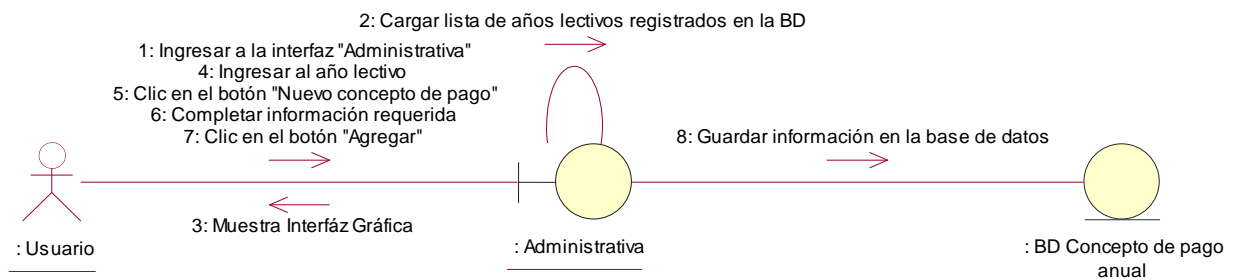 2: Cargar lista de años lectivos registrados en la BD
1: Ingresar a la interfaz "Administrativa"
4: Ingresar al año lectivo
5: Clic en el botón "Nuevo concepto de pago"
6: Completar información requerida
7: Clic en el botón "Agregar"
8: Guardar información en la base de datos
3: Muestra Interfáz Gráfica
: Usuario
: Administrativa
: BD Concepto de pago
anual